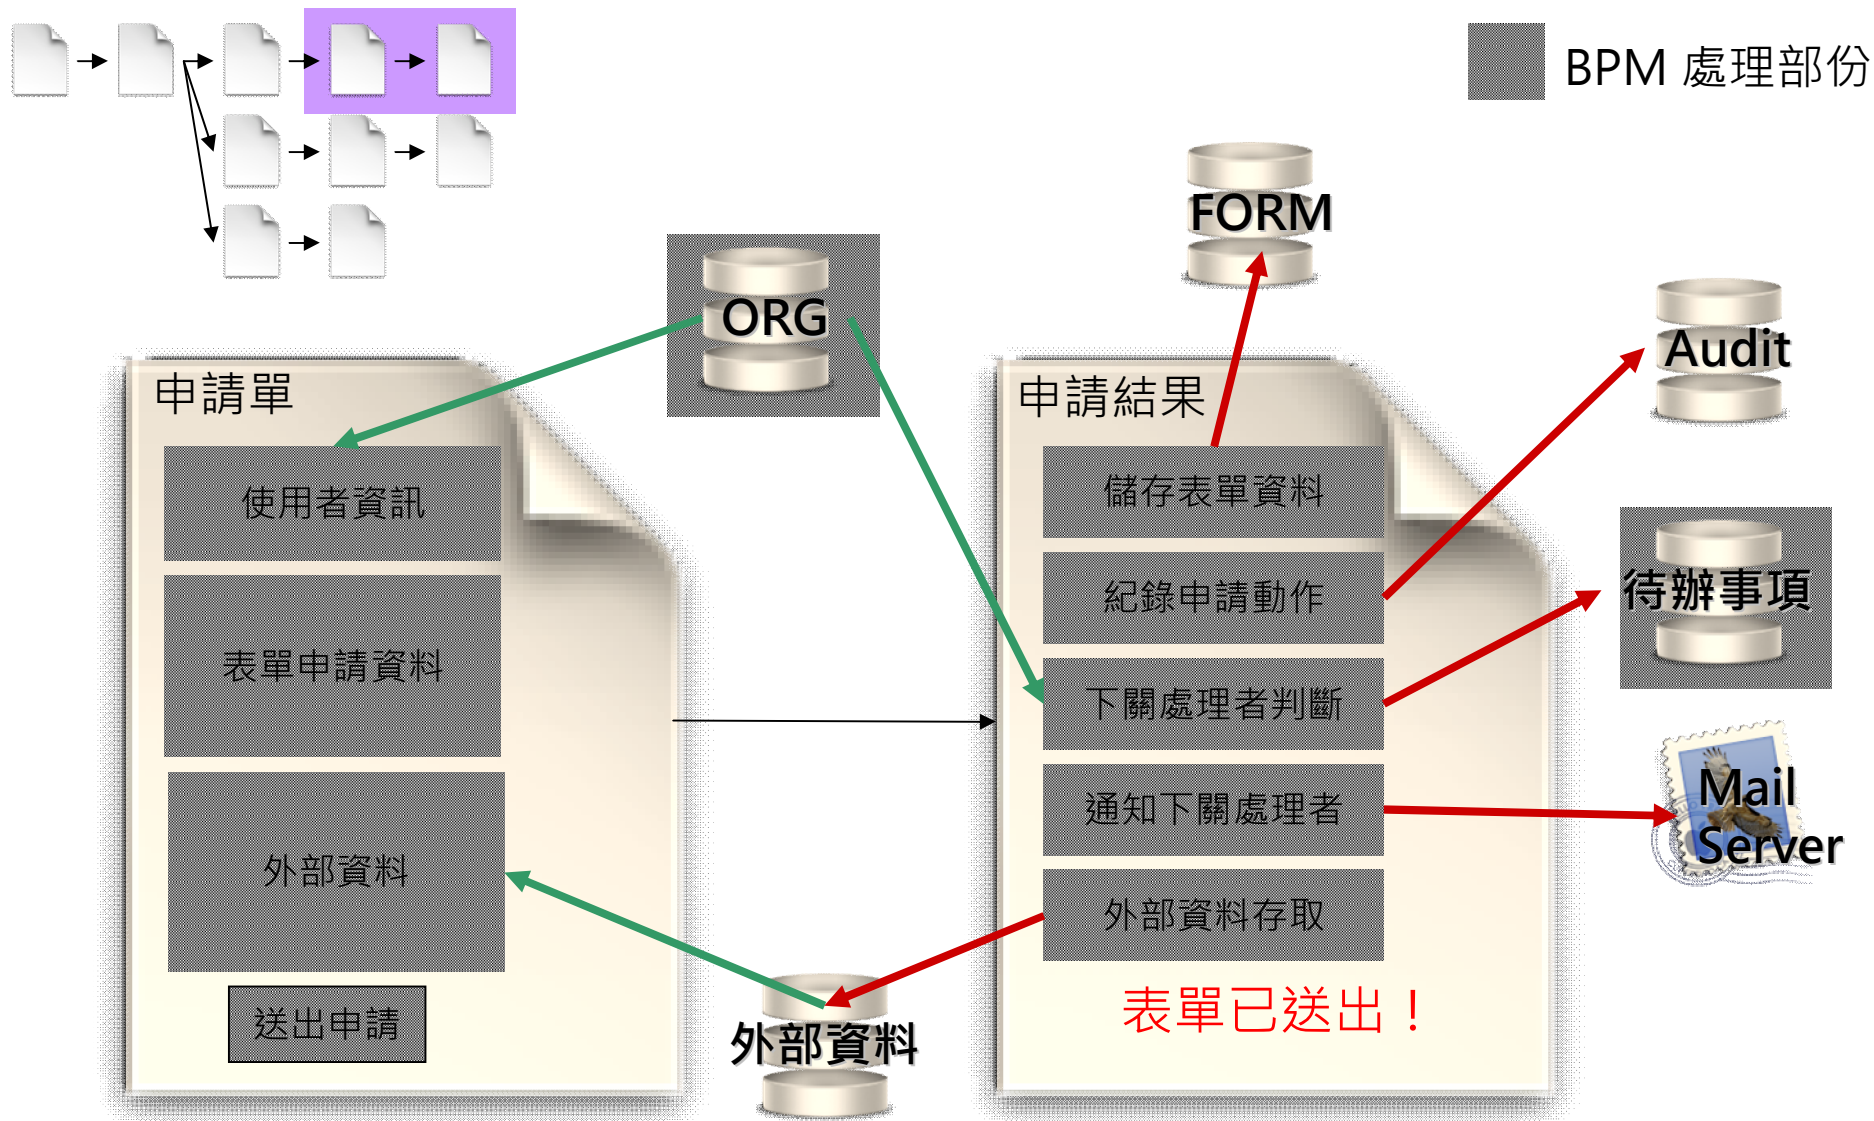 BPM 處理部份
FORM
ORG
Audit
申請單
使用者資訊
表單申請資料
外部資料
送出申請
申請結果
儲存表單資料
紀錄申請動作
下關處理者判斷
通知下關處理者
外部資料存取
表單已送出！
待辦事項
Mail
Server
外部資料